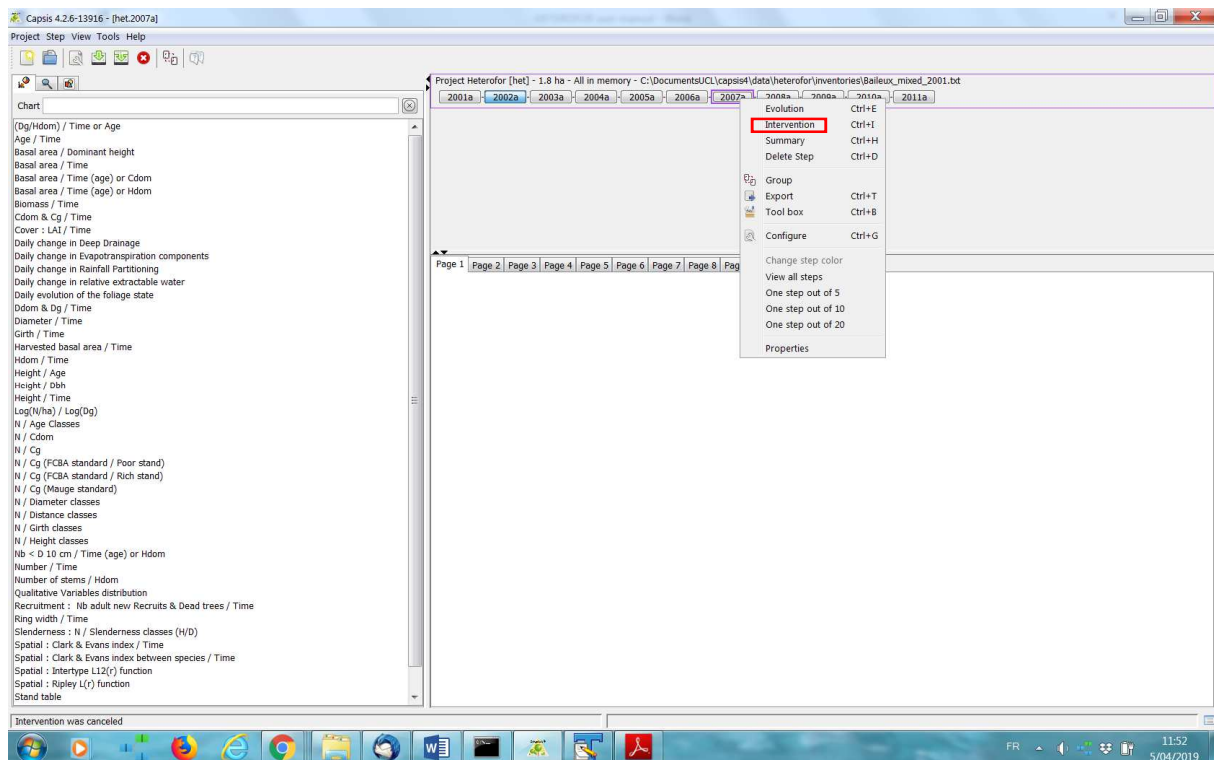 Capsis 4.2.6-13916 - [het.2007a]
Project Step View Tools Help
Chart
(Dg/Hdom) / Time or Age
Age / Time
Basal area / Dominant height
Basal area / Time
Basal area / Time (age) or Cdom
Basal area / Time (age) or Hdom
Biomass / Time
Cdom & Cg / Time
Cover : LAI / Time
Daily change in Deep Drainage
Daily change in Evapotranspiration components
Daily change in Rainfall Partitioning
Daily change in relative extractable water
Daily evolution of the foliage state
Ddom & Dg / Time
Diameter / Time
Girth / Time
Harvested basal area / Time
Hdom / Time
Height / Age
Height / Dbh
Height / Time
Log(N/ha) / Log(Dg)
N / Age Classes
N / Cdom
N / Cg
N / Cg (FCBA standard / Poor stand)
N / Cg (FCBA standard / Rich stand)
N / Cg (Mauge standard)
N / Diameter classes
N / Distance classes
N / Girth classes
N / Height classes
Nb < D 10 cm / Time (age) or Hdom
Number / Time
Number of stems / Hdom
Qualitative Variables distribution
Recruitment : Nb adult new Recruits & Dead trees / Time
Ring width / Time
Slenderness : N / Slenderness classes (H/D)
Spatial : Clark & Evans index / Time
Spatial : Clark & Evans index between species / Time
Spatial : Intertype L12(r) function
Spatial : Ripley L(r) function
Stand table
Project Heterofor [het] - 1.8 ha - All in memory - C:\DocumentsUCL\capsis4\data\heterofor\inventories\Baileux_mixed_2001.txt
2001a 2002a 2003a 2004a 2005a 2006a 2007a 2008a 2009a 2010a 2011a
Evolution Ctrl+E
Intervention Ctrl+I
Summary Ctrl+H
Delete Step Ctrl+D
Group
Export Ctrl+T
Tool box Ctrl+B
Configure Ctrl+G
Change step color
View all steps
One step out of 5
One step out of 10
One step out of 20
Properties
Page 1 Page 2 Page 3 Page 4 Page 5 Page 6 Page 7 Page 8 Pag
Intervention was canceled
FR
11:52
5/04/2019